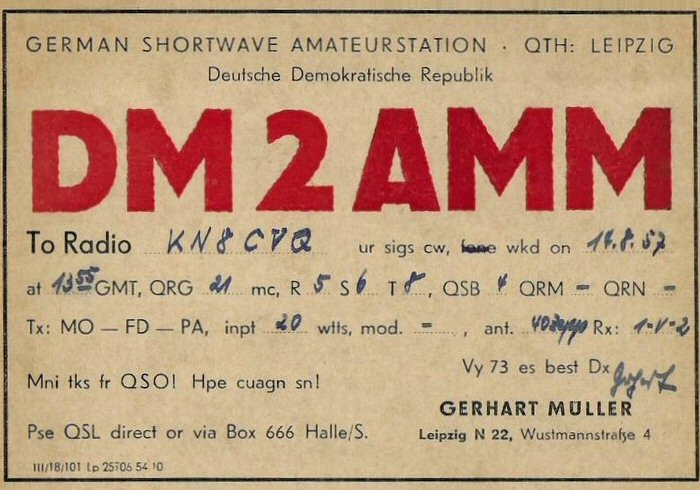 GERMAN SHORTWAVE AMATEURSTATION · QTH: LEIPZIG
Deutsche Demokratische Republik
DM 2 AMM
To Radio KN8CVQ ur sigs cw, fone wkd on 14.8.57
at 13 55 GMT, QRG 21 mc, R 5 S 6 T 8, QSB 4 QRM – QRN –
Tx: MO — FD — PA, inpt 20 wtts, mod. –, ant. 40 zepp Rx: 1-V-2
Vy 73 es best Dx
Mni tks fr QSO! Hpe cuagn sn!
GERHART MÜLLER
Pse QSL direct or via Box 666 Halle/S.
Leipzig N 22, Wustmannstraße 4
III/18/101 Lp 25706 54 10